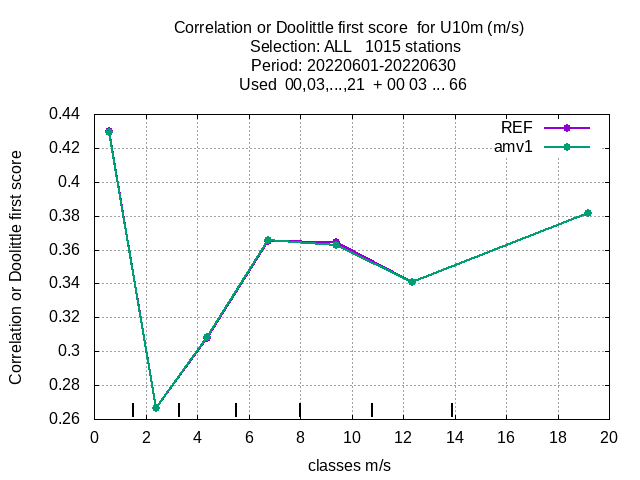 Correlation or Doolittle first score  for U10m (m/s)
Selection: ALL   1015 stations
Period: 20220601-20220630
Used  00,03,...,21  + 00 03 ... 66
REF
amv1
Correlation or Doolittle first score
0.44
0.42
0.4
0.38
0.36
0.34
0.32
0.3
0.28
0.26
0 2 4 6 8 10 12 14 16 18 20
classes m/s